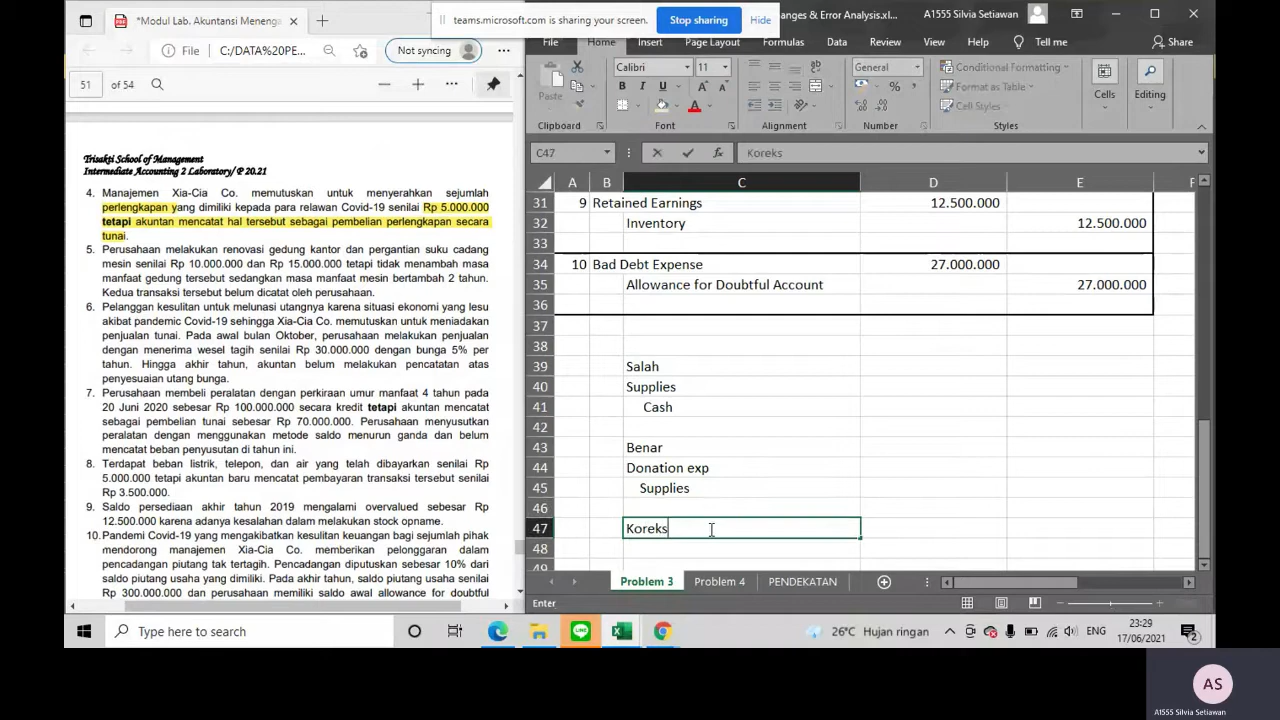 *Modul Lab. Akuntansi Menenga
teams.microsoft.com is sharing your screen.
Stop sharing
Hide
nges & Error Analysis.xl...
A1555 Silvia Setiawan
File
C:/DATA%20PE...
Not syncing
51
of 54
File
Home
Insert
Page Layout
Formulas
Data
Review
View
Help
Tell me
Share
Paste
Clipboard
Calibri
11
B I U
Font
Alignment
General
%
Number
Conditional Formatting
Format as Table
Cell Styles
Styles
Cells
Editing
C47
fx
Koreks
A B C D E F
Trisakti School of Management
Intermediate Accounting 2 Laboratory/ P 20.21
4. Manajemen Xia-Cia Co. memutuskan untuk menyerahkan sejumlah
perlengkapan yang dimiliki kepada para relawan Covid-19 senilai Rp 5.000.000
tetapi akuntan mencatat hal tersebut sebagai pembelian perlengkapan secara
tunai.
5. Perusahaan melakukan renovasi gedung kantor dan pergantian suku cadang
mesin senilai Rp 10.000.000 dan Rp 15.000.000 tetapi tidak menambah masa
manfaat gedung tersebut sedangkan masa manfaat mesin bertambah 2 tahun.
Kedua transaksi tersebut belum dicatat oleh perusahaan.
6. Pelanggan kesulitan untuk melunasi utangnya karena situasi ekonomi yang lesu
akibat pandemic Covid-19 sehingga Xia-Cia Co. memutuskan untuk meniadakan
penjualan tunai. Pada awal bulan Oktober, perusahaan melakukan penjualan
dengan menerima wesel tagih senilai Rp 30.000.000 dengan bunga 5% per
tahun. Hingga akhir tahun, akuntan belum melakukan pencatatan atas
penyesuaian utang bunga.
7. Perusahaan membeli peralatan dengan perkiraan umur manfaat 4 tahun pada
20 Juni 2020 sebesar Rp 100.000.000 secara kredit tetapi akuntan mencatat
sebagai pembelian tunai sebesar Rp 70.000.000. Perusahaan menyusutkan
peralatan dengan menggunakan metode saldo menurun ganda dan belum
mencatat beban penyusutan di tahun ini.
8. Terdapat beban listrik, telepon, dan air yang telah dibayarkan senilai Rp
5.000.000 tetapi akuntan baru mencatat pembayaran transaksi tersebut senilai
Rp 3.500.000.
9. Saldo persediaan akhir tahun 2019 mengalami overvalued sebesar Rp
12.500.000 karena adanya kesalahan dalam melakukan stock opname.
10. Pandemi Covid-19 yang mengakibatkan kesulitan keuangan bagi sejumlah pihak
mendorong manajemen Xia-Cia Co. memberikan pelonggaran dalam
pencadangan piutang tak tertagih. Pencadangan diputuskan sebesar 10% dari
saldo piutang usaha yang dimiliki. Pada akhir tahun, saldo piutang usaha senilai
Rp 300.000.000 dan perusahaan memiliki saldo awal allowance for doubtful
31 9 Retained Earnings 12.500.000
32 Inventory 12.500.000
33
34 10 Bad Debt Expense 27.000.000
35 Allowance for Doubtful Account 27.000.000
36
37
38
39 Salah
40 Supplies
41 Cash
42
43 Benar
44 Donation exp
45 Supplies
46
47 Koreks
48
49
Problem 3
Problem 4
PENDEKATAN
Enter
Type here to search
26°C Hujan ringan
ENG
23:29
17/06/2021
2
AS
A1555 Silvia Setiawan